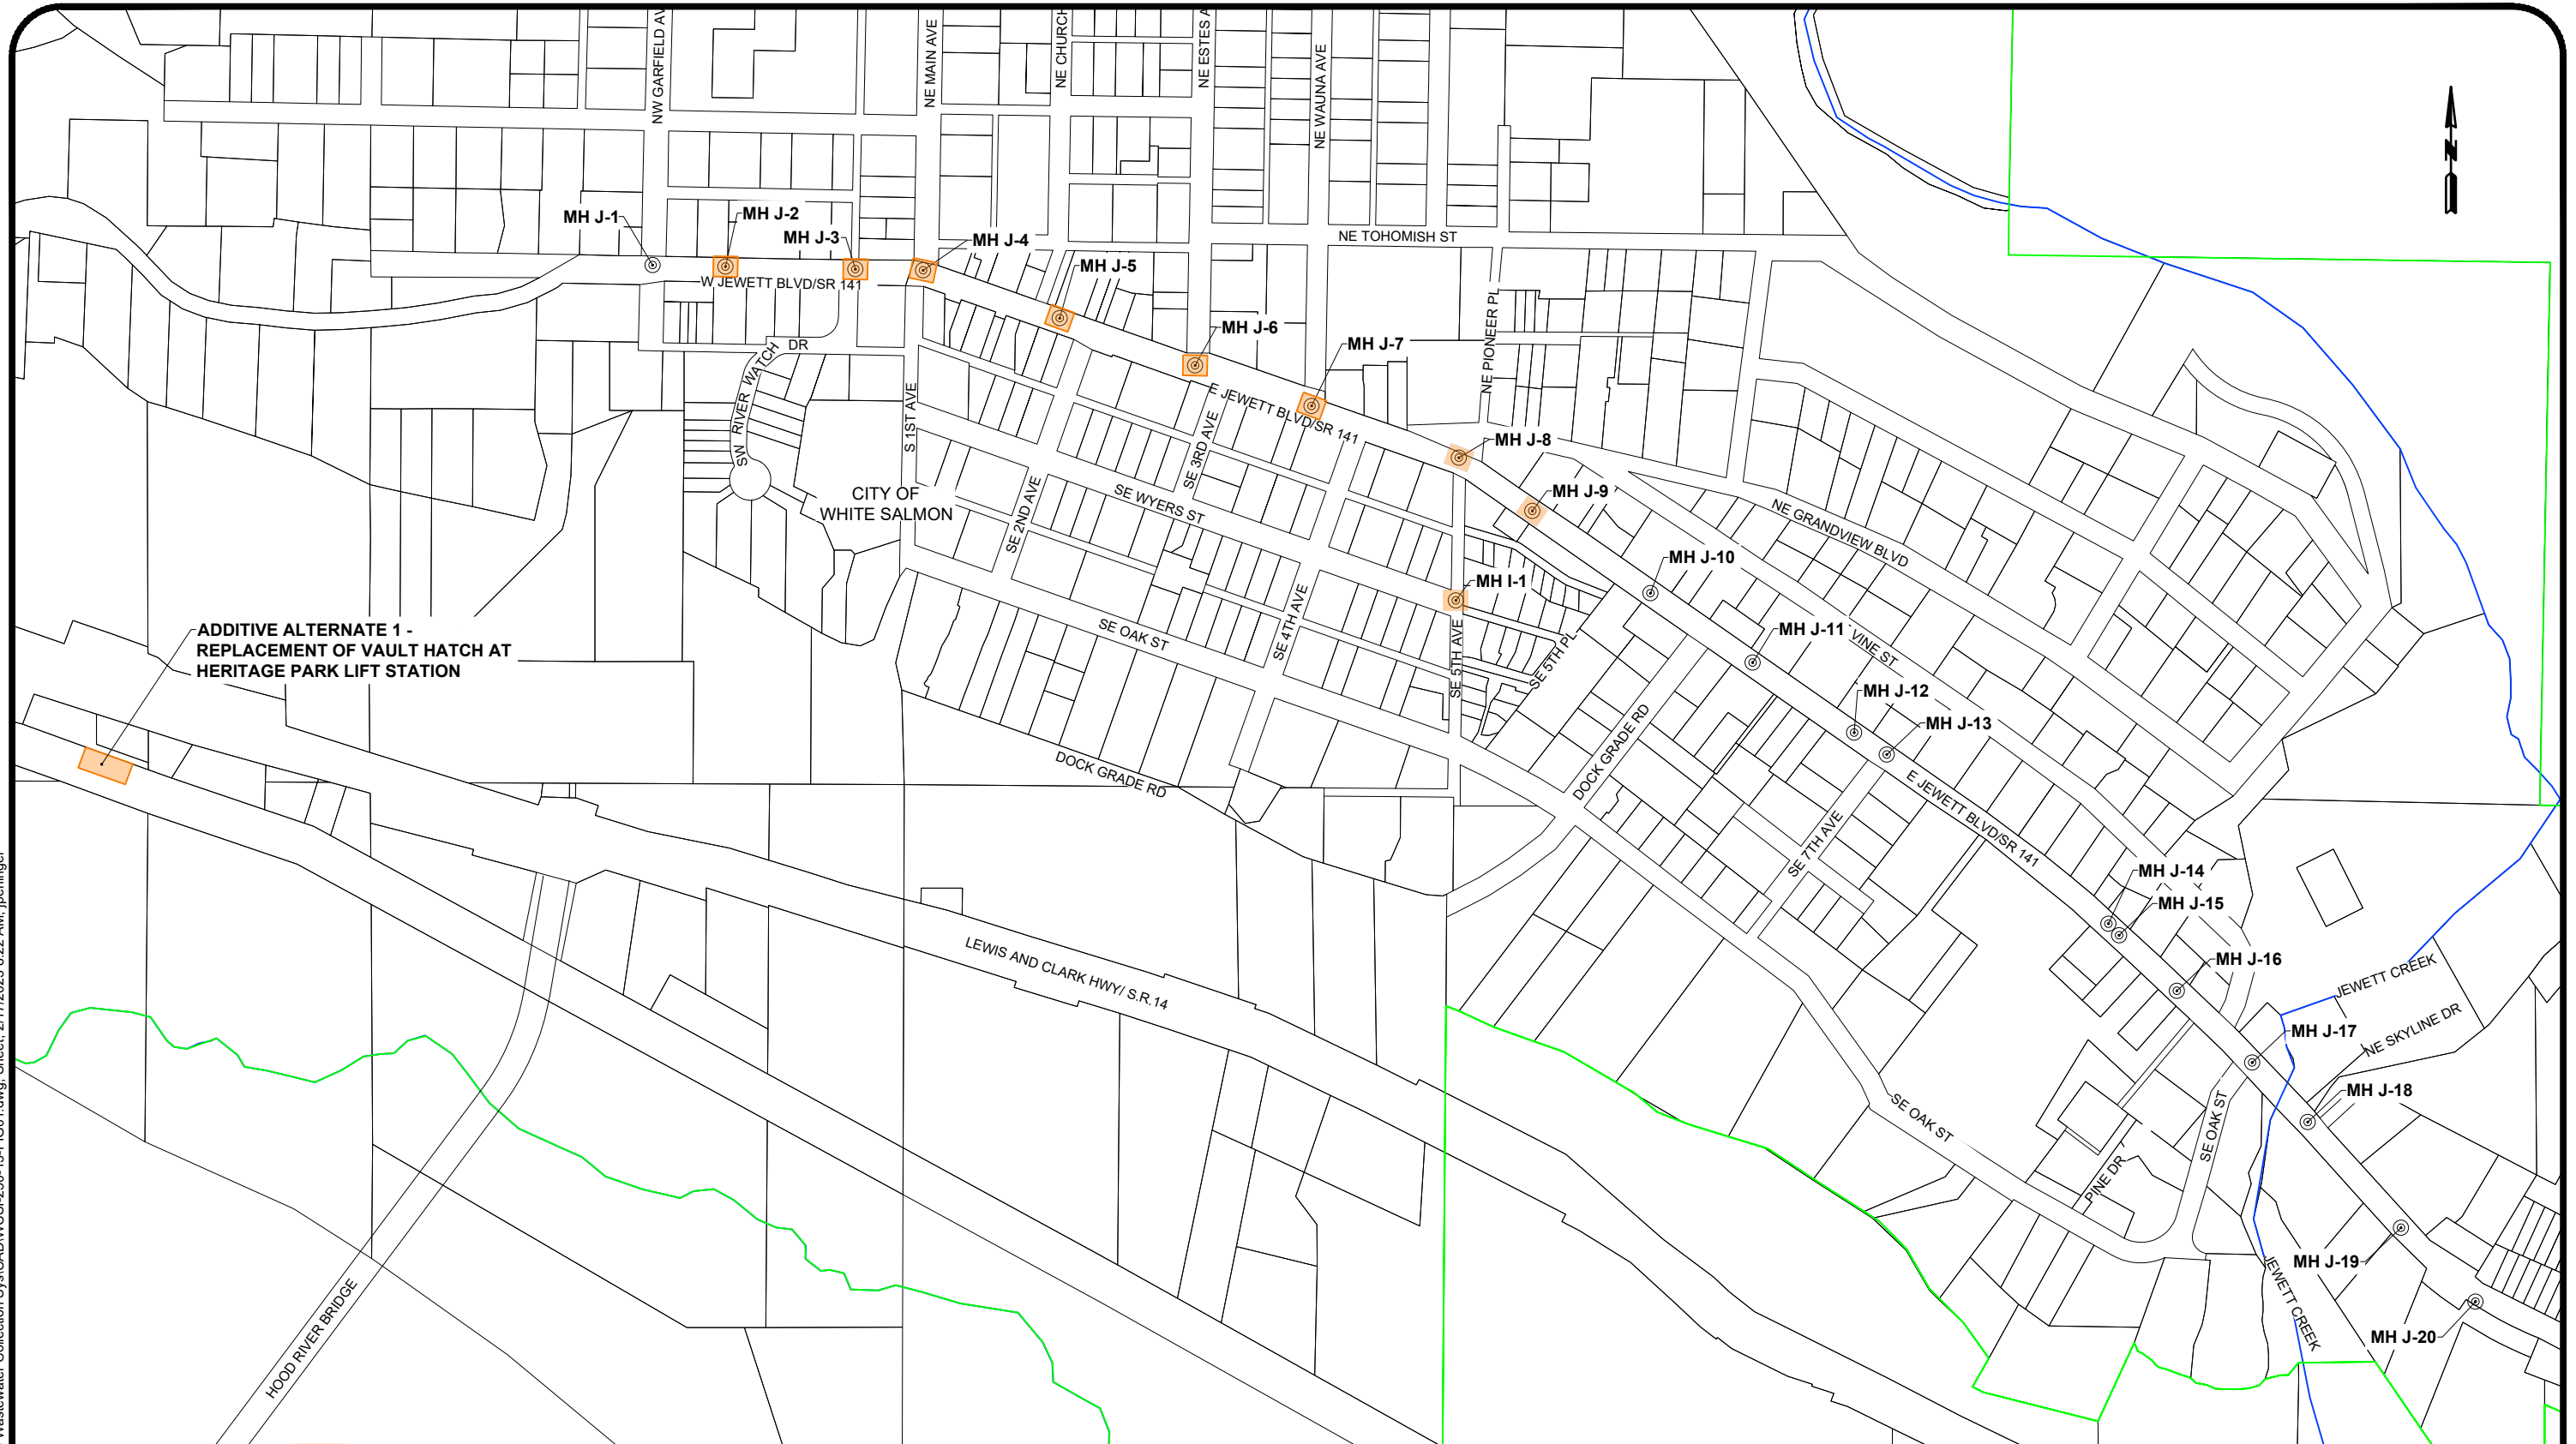 NW GARFIELD AV
NE MAIN AVE
NE CHURCH
NE ESTES A
NE WAUNA AVE
N
MH J-1
MH J-2
MH J-3
MH J-4
NE TOHOMISH ST
MH J-5
W JEWETT BLVD/SR 141
MH J-6
NE PIONEER PL
DR
MH J-7
SW RIVER WATCH
S 1ST AVE
E JEWETT BLVD/SR 141
SE 3RD AVE
MH J-8
CITY OF
WHITE SALMON
SE WYERS ST
MH J-9
SE 2ND AVE
NE GRANDVIEW BLVD
MH J-10
MH I-1
ADDITIVE ALTERNATE 1 -
REPLACEMENT OF VAULT HATCH AT
HERITAGE PARK LIFT STATION
SE OAK ST
SE 4TH AVE
SE 5TH AVE
SE 5TH PL
MH J-11
VINE ST
MH J-12
MH J-13
DOCK GRADE RD
DOCK GRADE RD
E JEWETT BLVD/SR 141
SE 7TH AVE
MH J-14
MH J-15
LEWIS AND CLARK HWY/ S.R.14
MH J-16
JEWETT CREEK
NE SKYLINE DR
MH J-17
MH J-18
SE OAK ST
SE OAK ST
PINE DR
MH J-19
JEWETT CREEK
HOOD RIVER BRIDGE
MH J-20